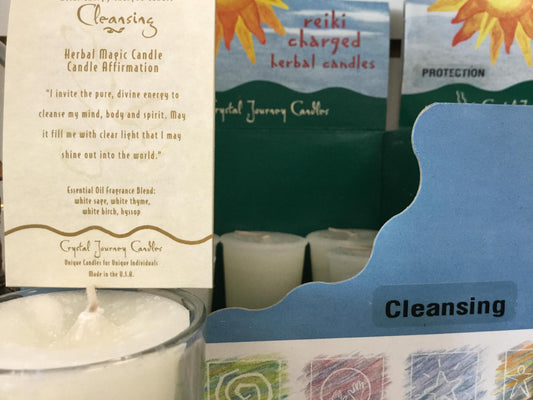 Cleansing
Herbal Magic Candle
Candle Affirmation
"I invite the pure, divine energy to
cleanse my mind, body and spirit. May
it fill me with clear light that I may
shine out into the world."
Essential Oil Fragrance Blend:
white sage, white thyme,
white birch, hyssop
Crystal Journey Candles
Unique Candles for Unique Individuals
Made in the U.S.A.
reiki
charged
herbal candles
Crystal Journey Candles
PROTECTION
Cleansing